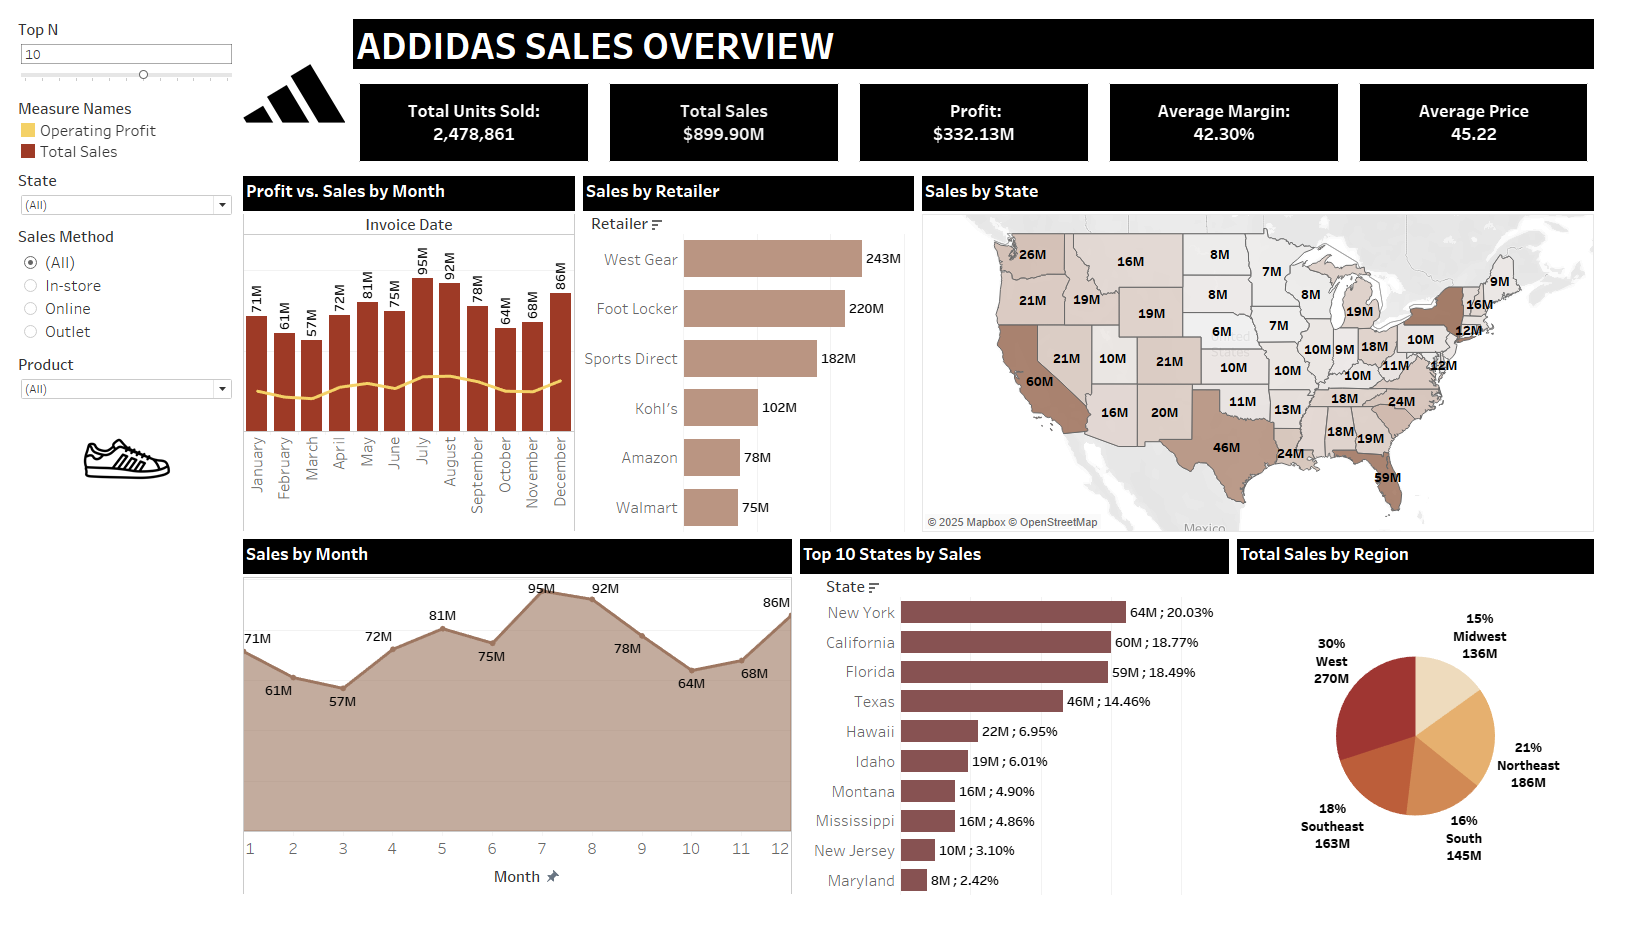 Top N
10
Measure Names
Operating Profit
Total Sales
State
(All)
Sales Method
(All)
In-store
Online
Outlet
Product
(All)
ADDIDAS SALES OVERVIEW
Total Units Sold:
2,478,861
Total Sales
$899.90M
Profit:
$332.13M
Average Margin:
42.30%
Average Price
45.22
Profit vs. Sales by Month
Invoice Date
71M
61M
57M
72M
81M
75M
95M
92M
78M
64M
68M
86M
January
February
March
April
May
June
July
August
September
October
November
December
Sales by Retailer
Retailer
West Gear 243M
Foot Locker 220M
Sports Direct 182M
Kohl's 102M
Amazon 78M
Walmart 75M
Sales by State
26M
16M
8M
7M
9M
21M
19M
8M
8M
19M
16M
19M
6M
7M
12M
21M
10M
21M
10M
10M
10M
9M
18M
10M
11M
12M
60M
10M
16M
20M
11M
13M
18M
24M
46M
24M
18M
19M
59M
United
States
Mexico
© 2025 Mapbox © OpenStreetMap
Sales by Month
71M
61M
57M
72M
81M
75M
95M
92M
78M
64M
68M
86M
1 2 3 4 5 6 7 8 9 10 11 12
Month
Top 10 States by Sales
State
New York 64M ; 20.03%
California 60M ; 18.77%
Florida 59M ; 18.49%
Texas 46M ; 14.46%
Hawaii 22M ; 6.95%
Idaho 19M ; 6.01%
Montana 16M ; 4.90%
Mississippi 16M ; 4.86%
New Jersey 10M ; 3.10%
Maryland 8M ; 2.42%
Total Sales by Region
15%
Midwest
136M
30%
West
270M
21%
Northeast
186M
18%
Southeast
163M
16%
South
145M